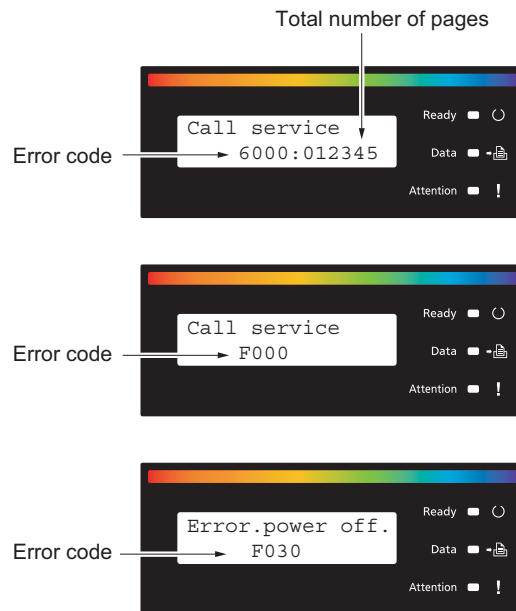 Total number of pages
Call service
Ready
Error code
6000:012345
Data
Attention !
Call service
Ready
Error code
F000
Data
Attention !
Error.power off.
Ready
Error code
F030
Data
Attention !